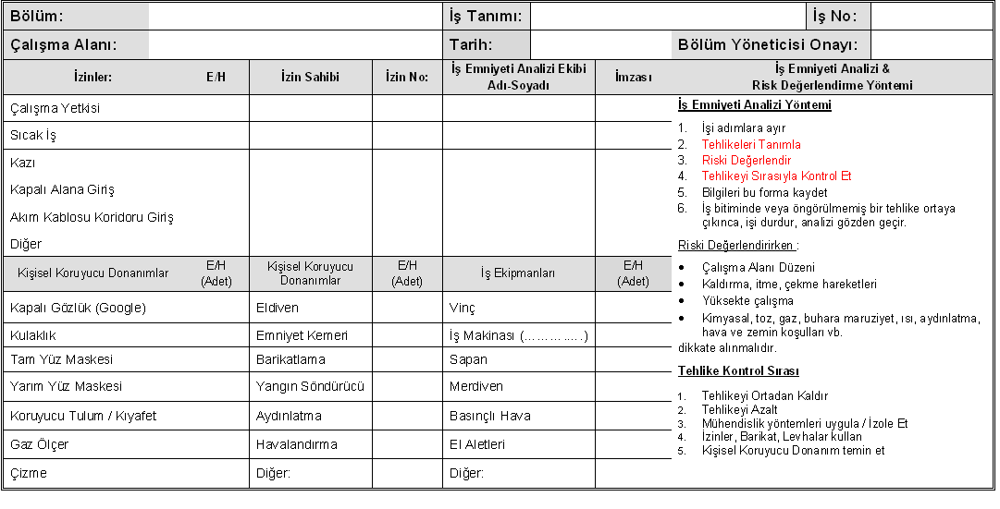 Bölüm: İş Tanımı: İş No:
Çalışma Alanı: Tarih: Bölüm Yöneticisi Onayı:
İzinler: E/H İzin Sahibi İzin No: İş Emniyeti Analizi Ekibi Adı-Soyadı İmzası İş Emniyeti Analizi & Risk Değerlendirme Yöntemi
Çalışma Yetkisi
Sıcak İş
Kazı
Kapalı Alana Giriş
Akım Kablosu Koridoru Giriş
Diğer
Kişisel Koruyucu Donanımlar E/H (Adet) Kişisel Koruyucu Donanımlar E/H (Adet) İş Ekipmanları E/H (Adet)
Kapalı Gözlük (Google) Eldiven Vinç
Kulaklık Emniyet Kemeri İş Makinası (…………..)
Tam Yüz Maskesi Barikatlama Sapan
Yarım Yüz Maskesi Yangın Söndürücü Merdiven
Koruyucu Tulum / Kıyafet Aydınlatma Basınçlı Hava
Gaz Ölçer Havalandırma El Aletleri
Çizme Diğer: Diğer:
İş Emniyeti Analizi Yöntemi
1. İşi adımlara ayır
2. Tehlikeleri Tanımla
3. Riski Değerlendir
4. Tehlikeyi Sırasıyla Kontrol Et
5. Bilgileri bu forma kaydet
6. İş bitiminde veya öngörülmemiş bir tehlike ortaya
çıkınca, işi durdur, analizi gözden geçir.
Riski Değerlendirirken :
• Çalışma Alanı Düzeni
• Kaldırma, itme, çekme hareketleri
• Yüksekte çalışma
• Kimyasal, toz, gaz, buhara maruziyet, ısı, aydınlatma,
hava ve zemin koşulları vb.
dikkate alınmalıdır.
Tehlike Kontrol Sırası
1. Tehlikeyi Ortadan Kaldır
2. Tehlikeyi Azalt
3. Mühendislik yöntemleri uygula / İzole Et
4. İzinler, Barikat, Levhalar kullan
5. Kişisel Koruyucu Donanım temin et